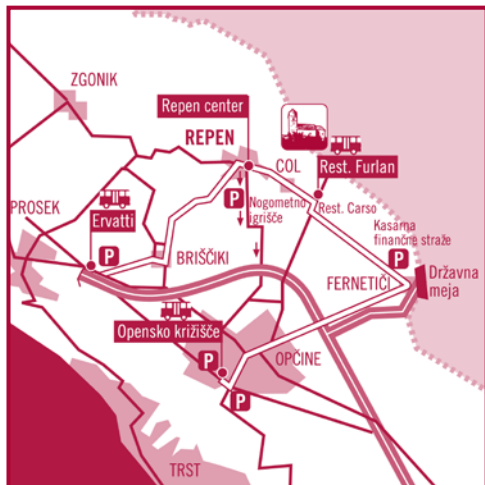 ZGONIK
Repen center
REPEN
COL
Rest. Furlan
P
Nogometno
igrišče
Rest. Carso
PROSEK
Ervatti
P
Kasarna
finančne straže
P
BRIŠČIKI
FERNETIČI
Državna
meja
Opensko križišče
OPČINE
P
P
TRST